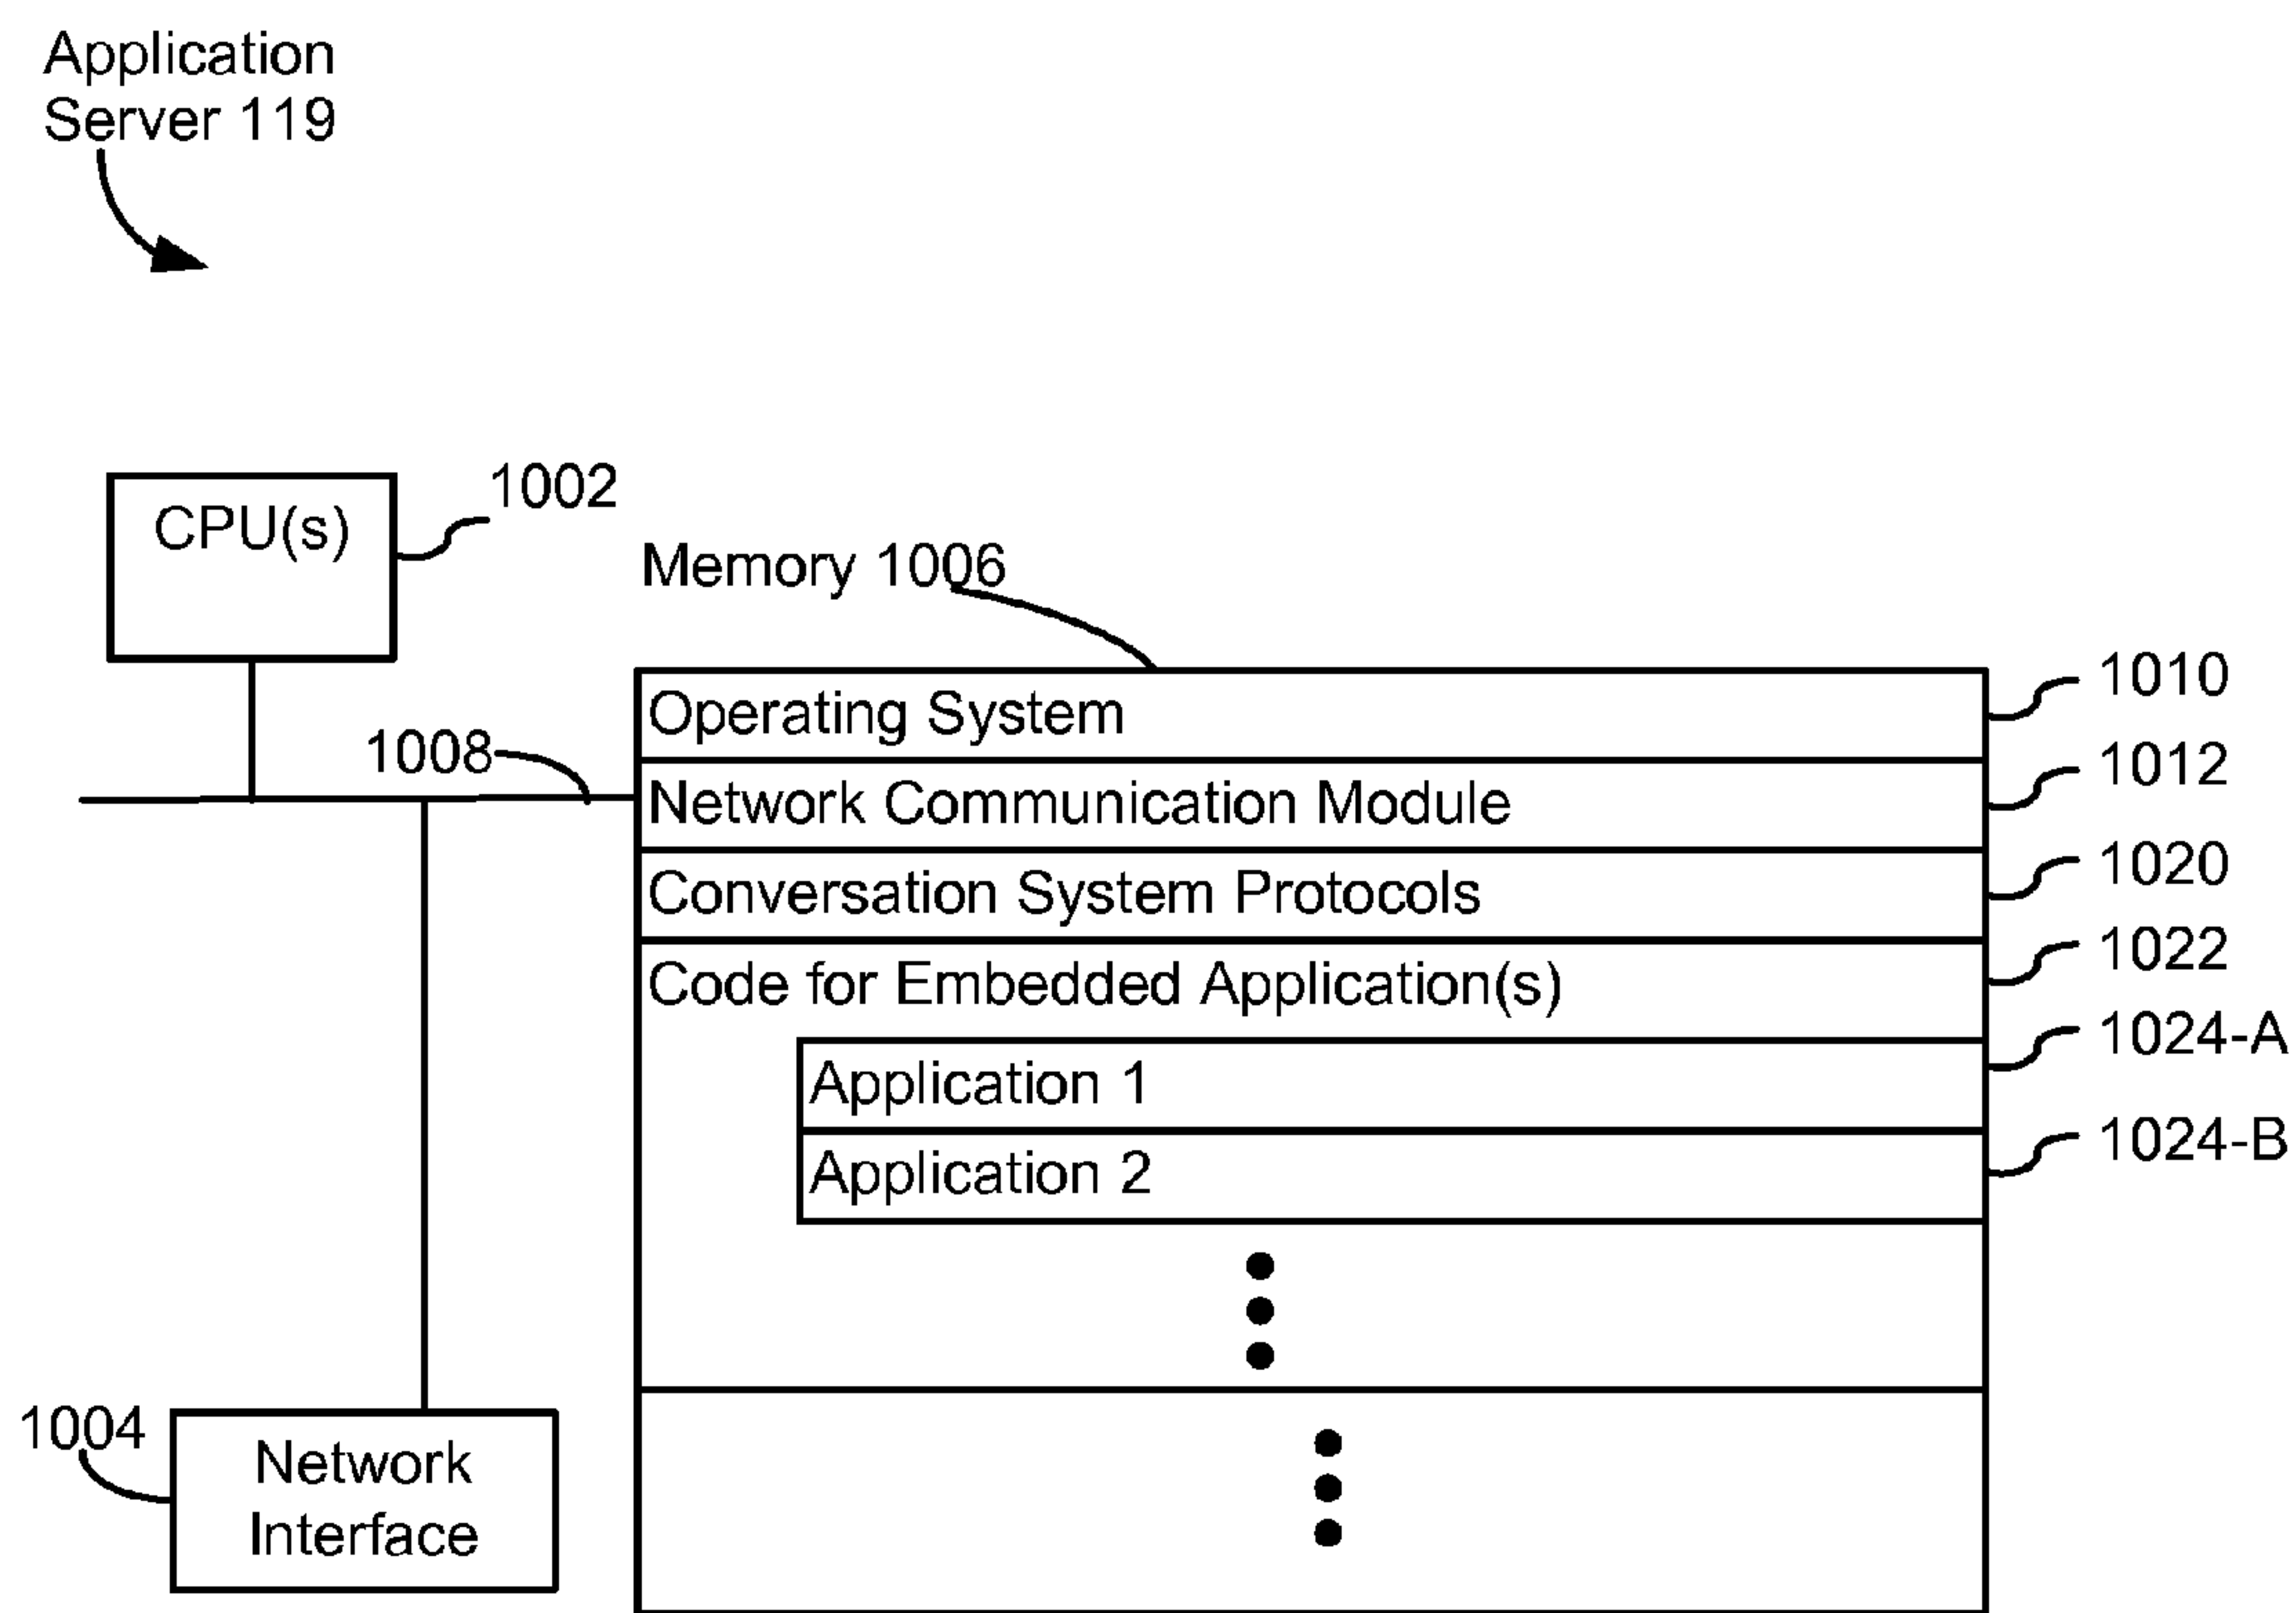 Application
Server 119
CPU(s)
1002
Memory 1006
1008
Operating System
1010
Network Communication Module
1012
Conversation System Protocols
1020
Code for Embedded Application(s)
1022
Application 1
1024-A
Application 2
1024-B
1004
Network
Interface